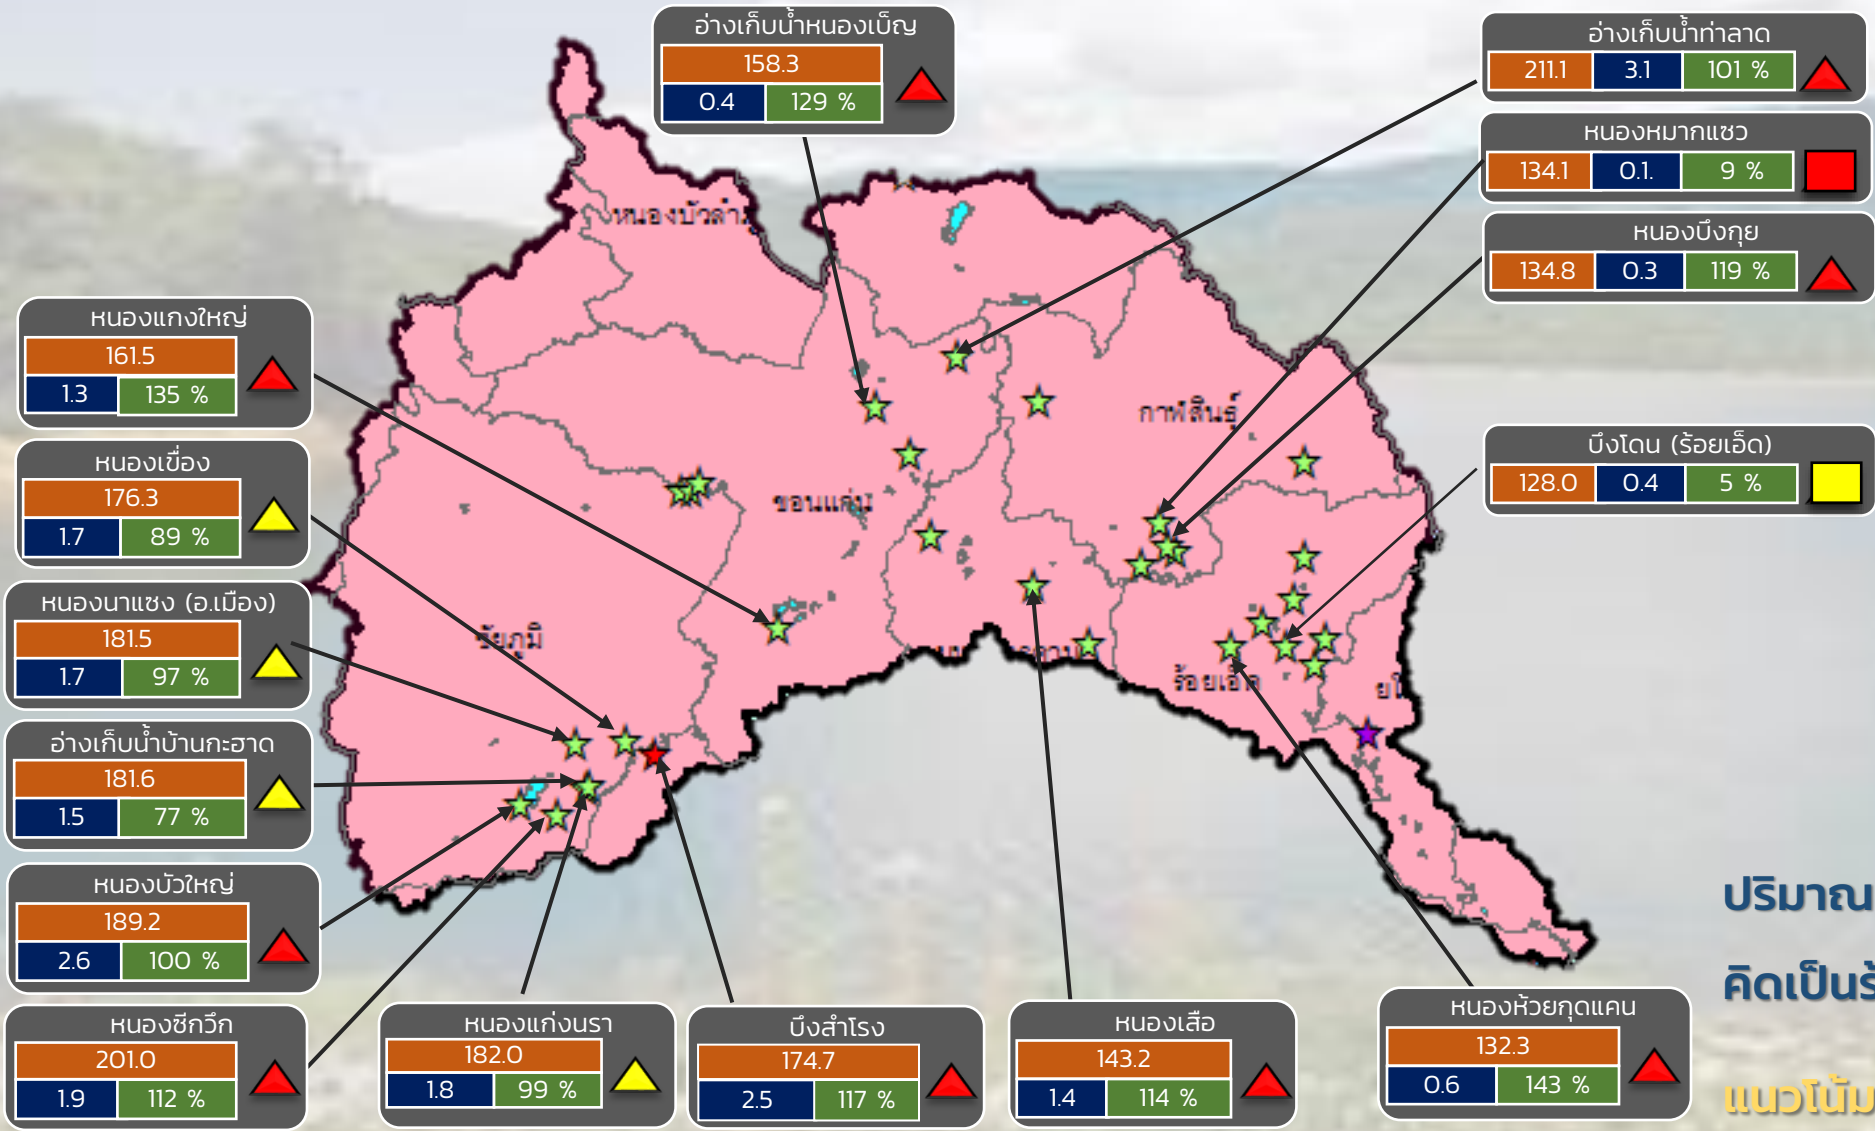 อ่างเก็บน้ำหนองเบ็ญ
158.3
0.4 129 %
อ่างเก็บน้ำท่าลาด
211.1 3.1 101 %
หนองหมากแซว
134.1 0.1. 9 %
หนองบึงกุย
134.8 0.3 119 %
บึงโดน (ร้อยเอ็ด)
128.0 0.4 5 %
หนองแกงใหญ่
161.5
1.3 135 %
หนองเขื่อง
176.3
1.7 89 %
หนองนาแซง (อ.เมือง)
181.5
1.7 97 %
อ่างเก็บน้ำบ้านกะฮาด
181.6
1.5 77 %
หนองบัวใหญ่
189.2
2.6 100 %
หนองซีกวึก
201.0
1.9 112 %
หนองแก่งนรา
182.0
1.8 99 %
บึงสำโรง
174.7
2.5 117 %
หนองเสือ
143.2
1.4 114 %
หนองห้วยกุดแคน
132.3
0.6 143 %
หนองบัวลำภู
กาฬสินธุ์
ขอนแก่น
ชัยภูมิ
ร้อยเอ็ด
ปริมาณ
คิดเป็นร้
แนวโน้ม